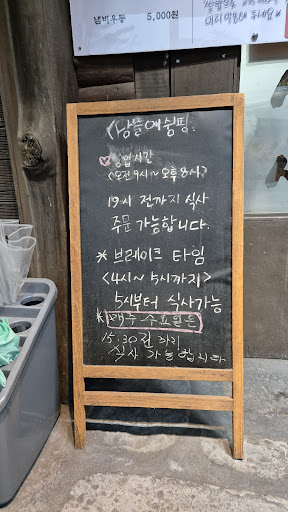 냄비우동 5,000원
<남뜰애쉼팡>
영업시간
<오전9시~오후8시>
19시 전까지 식사
주문 가능합니다.
* 브레이크 타임
<4시~5시까지>
5시부터 식사가능
* 매주 수요일은
15:30분 까지
식사 가능합니다